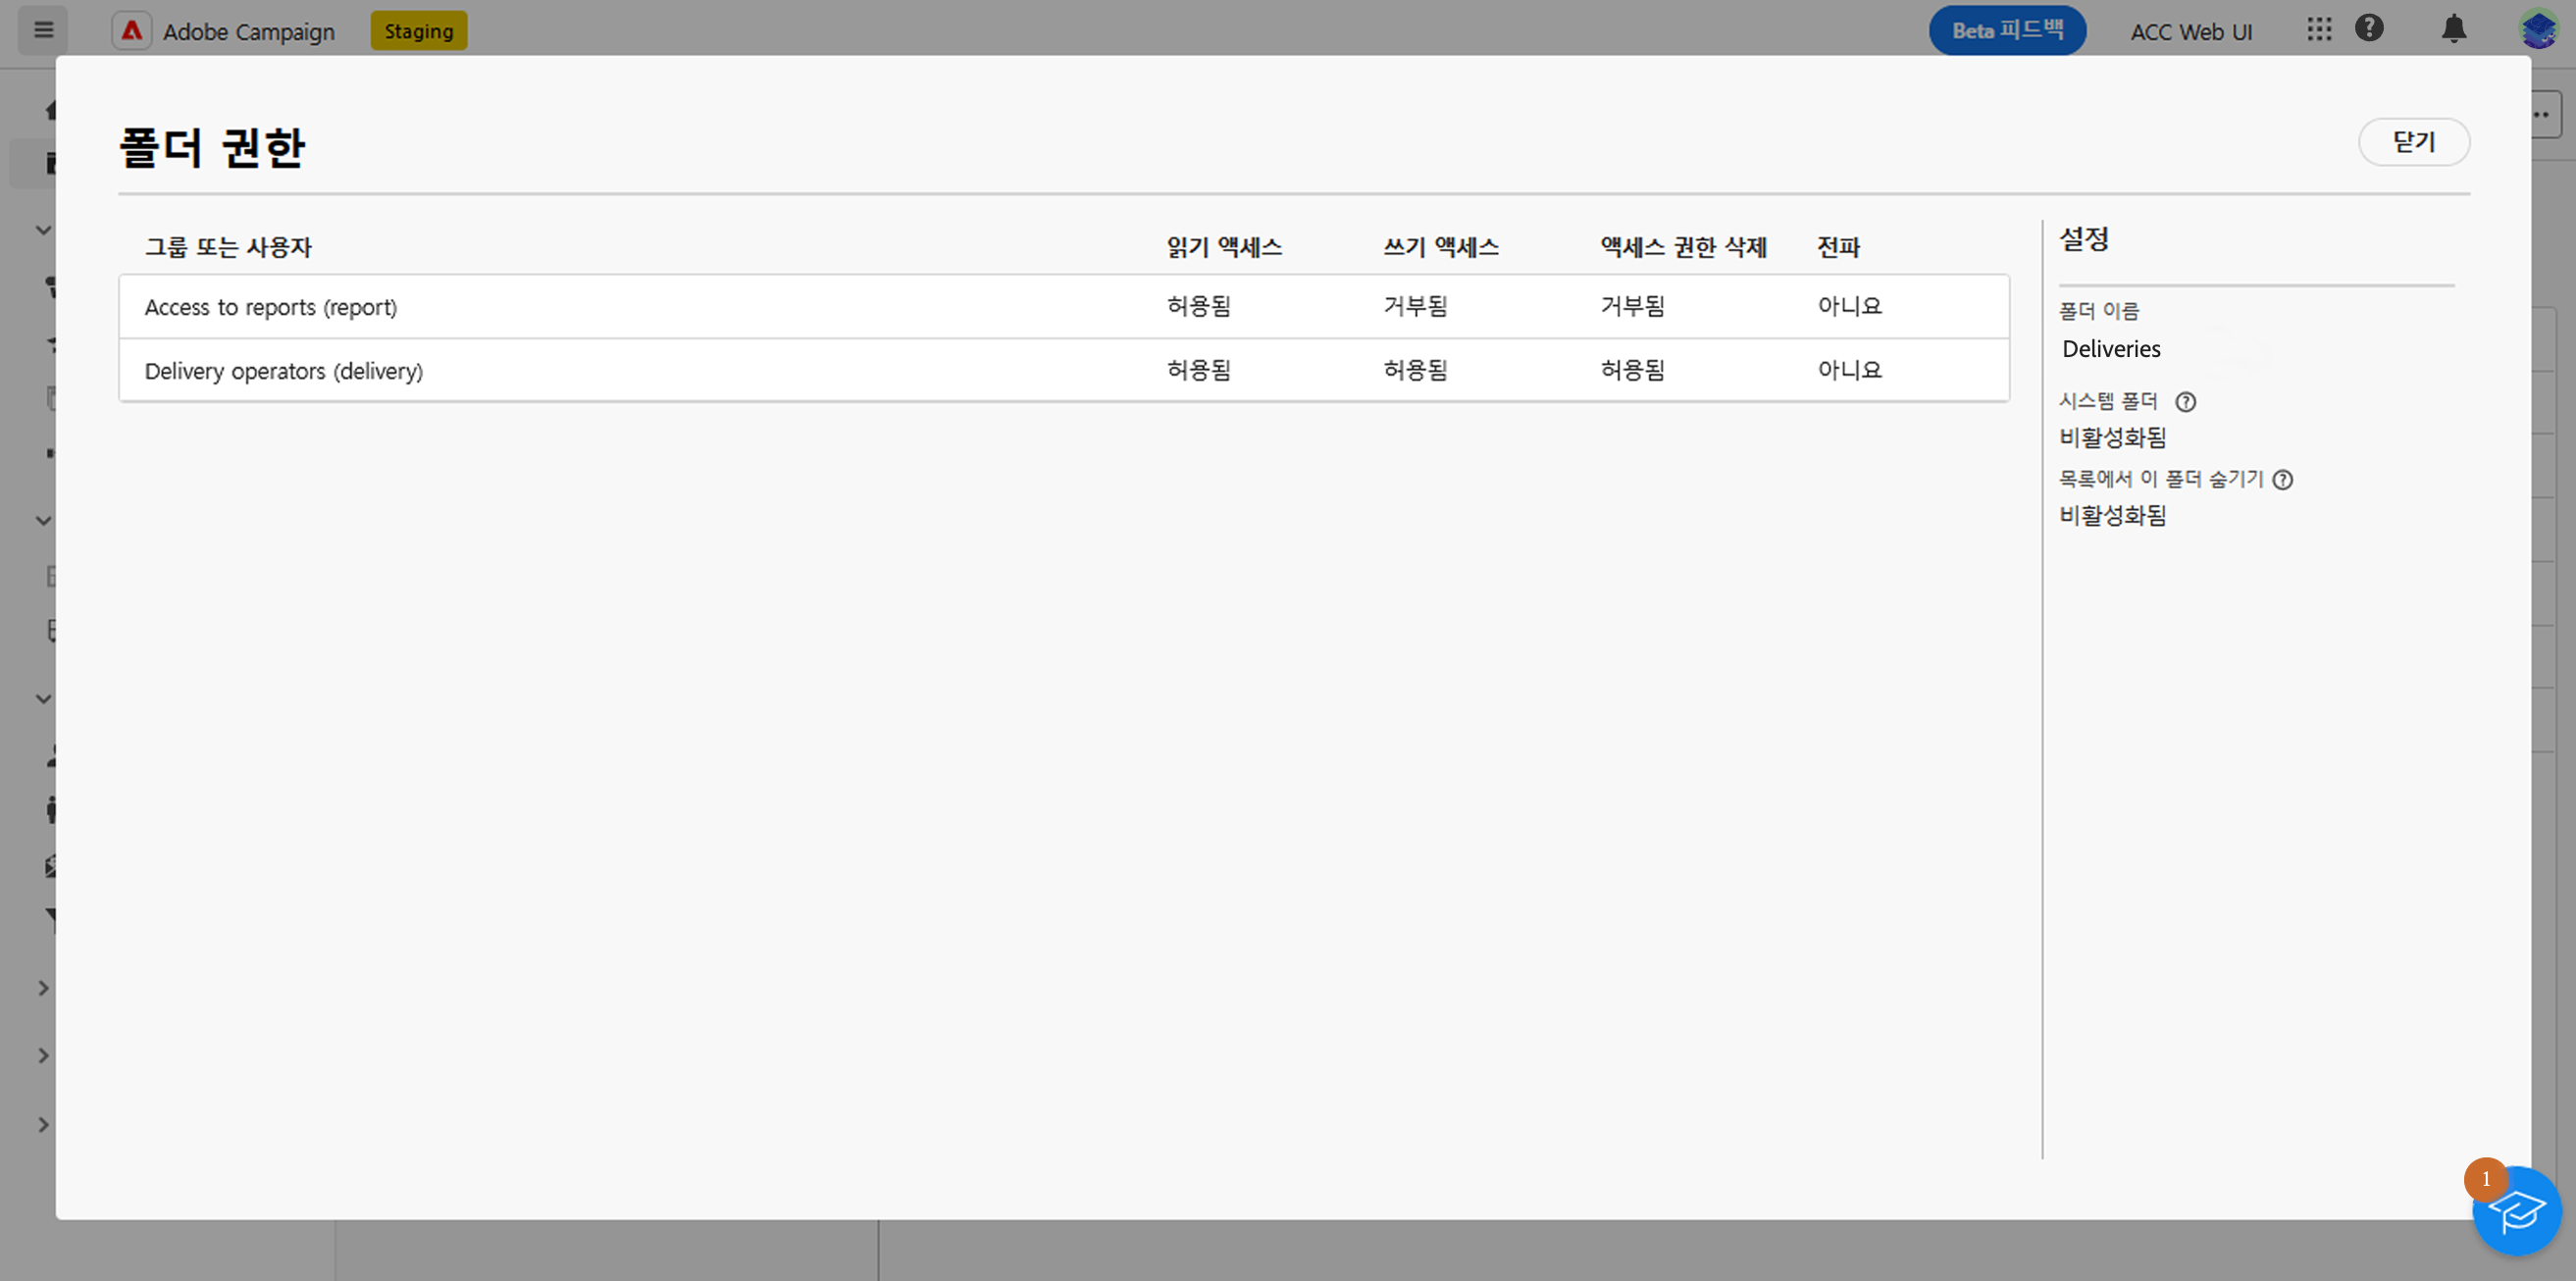 Adobe Campaign Staging Beta 피드백 ACC Web UI
폴더 권한 닫기
그룹 또는 사용자 읽기 액세스 쓰기 액세스 액세스 권한 삭제 전파
Access to reports (report) 허용됨 거부됨 거부됨 아니요
Delivery operators (delivery) 허용됨 허용됨 허용됨 아니요
설정
폴더 이름
Deliveries
시스템 폴더
비활성화됨
목록에서 이 폴더 숨기기
비활성화됨
1